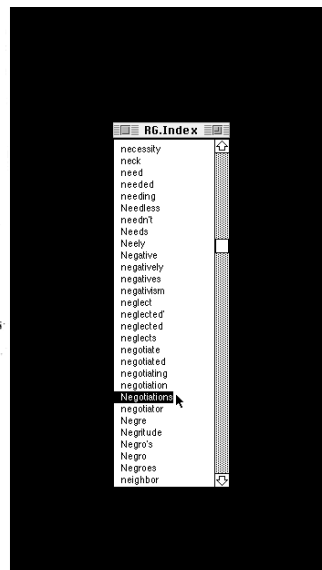 RG.Index
necessity
neck
need
needed
needing
Needless
needn't
Needs
Neely
Negative
negatively
negatives
negativism
neglect
neglected'
neglected
neglects
negotiate
negotiated
negotiating
negotiation
Negotiations
negotiator
Negre
Negritude
Negro's
Negro
Negroes
neighbor